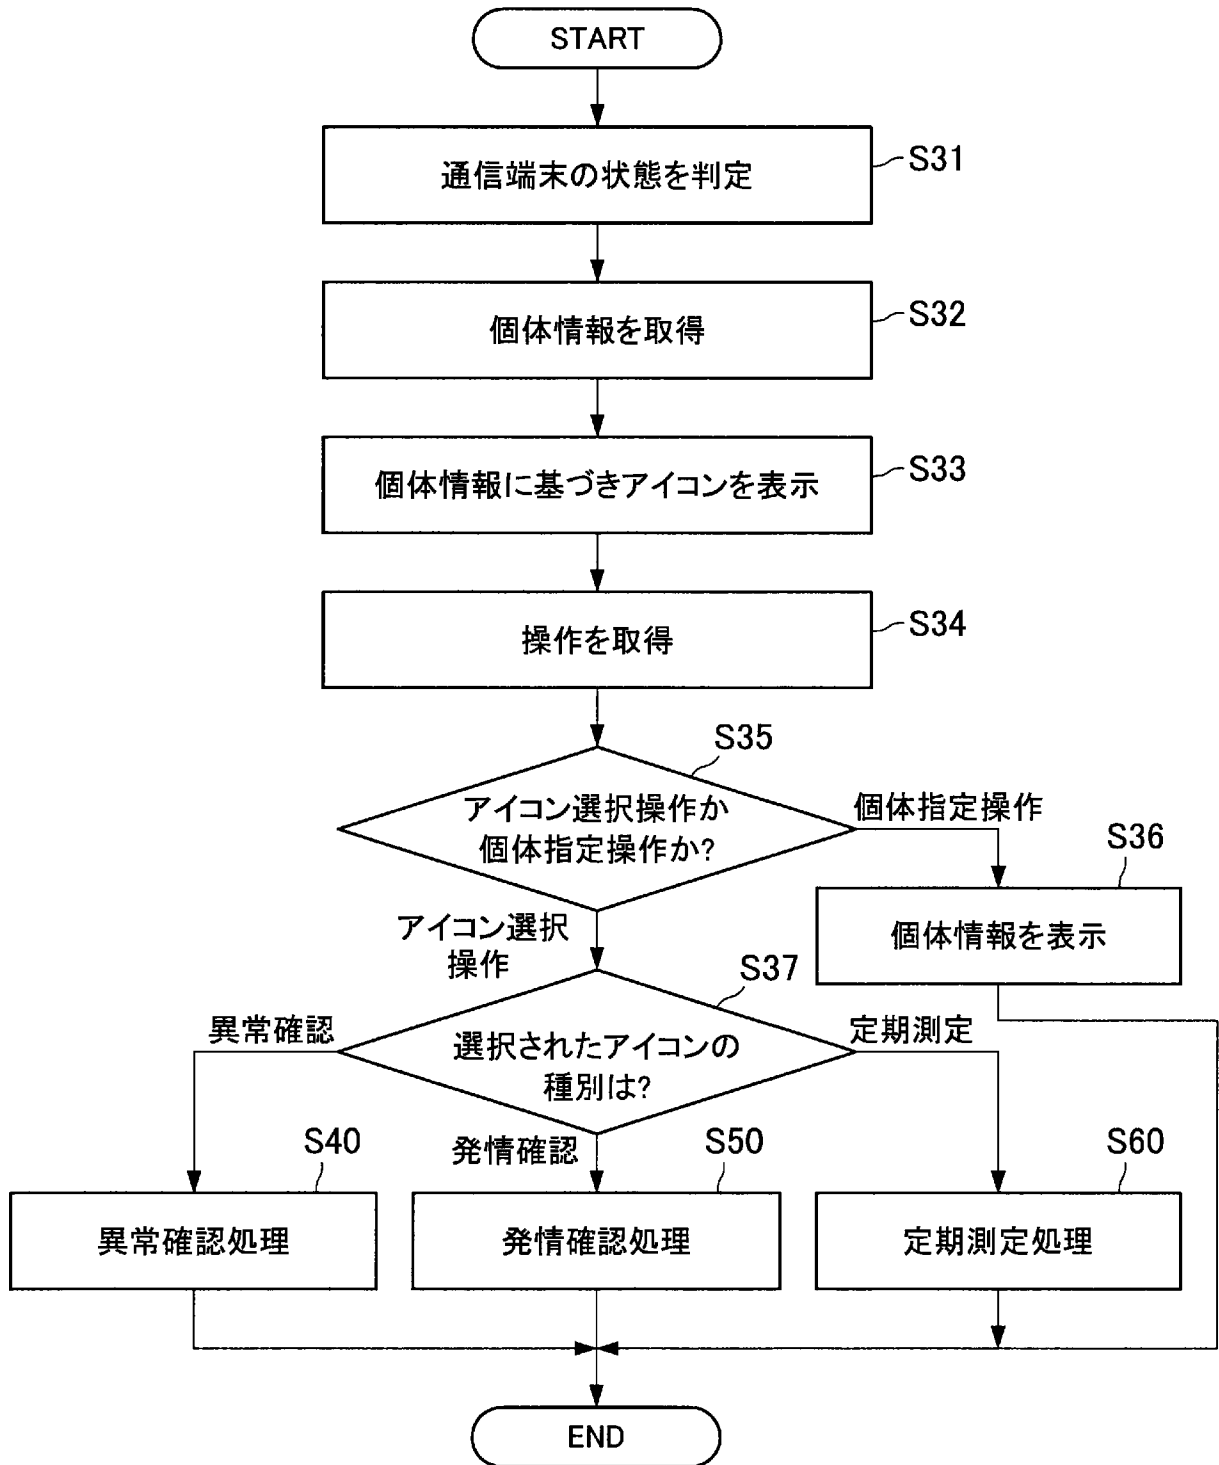 START
通信端末の状態を判定
S31
個体情報を取得
S32
個体情報に基づきアイコンを表示
S33
操作を取得
S34
S35
アイコン選択操作か
個体指定操作か?
個体指定操作
S36
個体情報を表示
アイコン選択
操作
S37
選択されたアイコンの
種別は?
異常確認
定期測定
発情確認
S40
異常確認処理
S50
発情確認処理
S60
定期測定処理
END